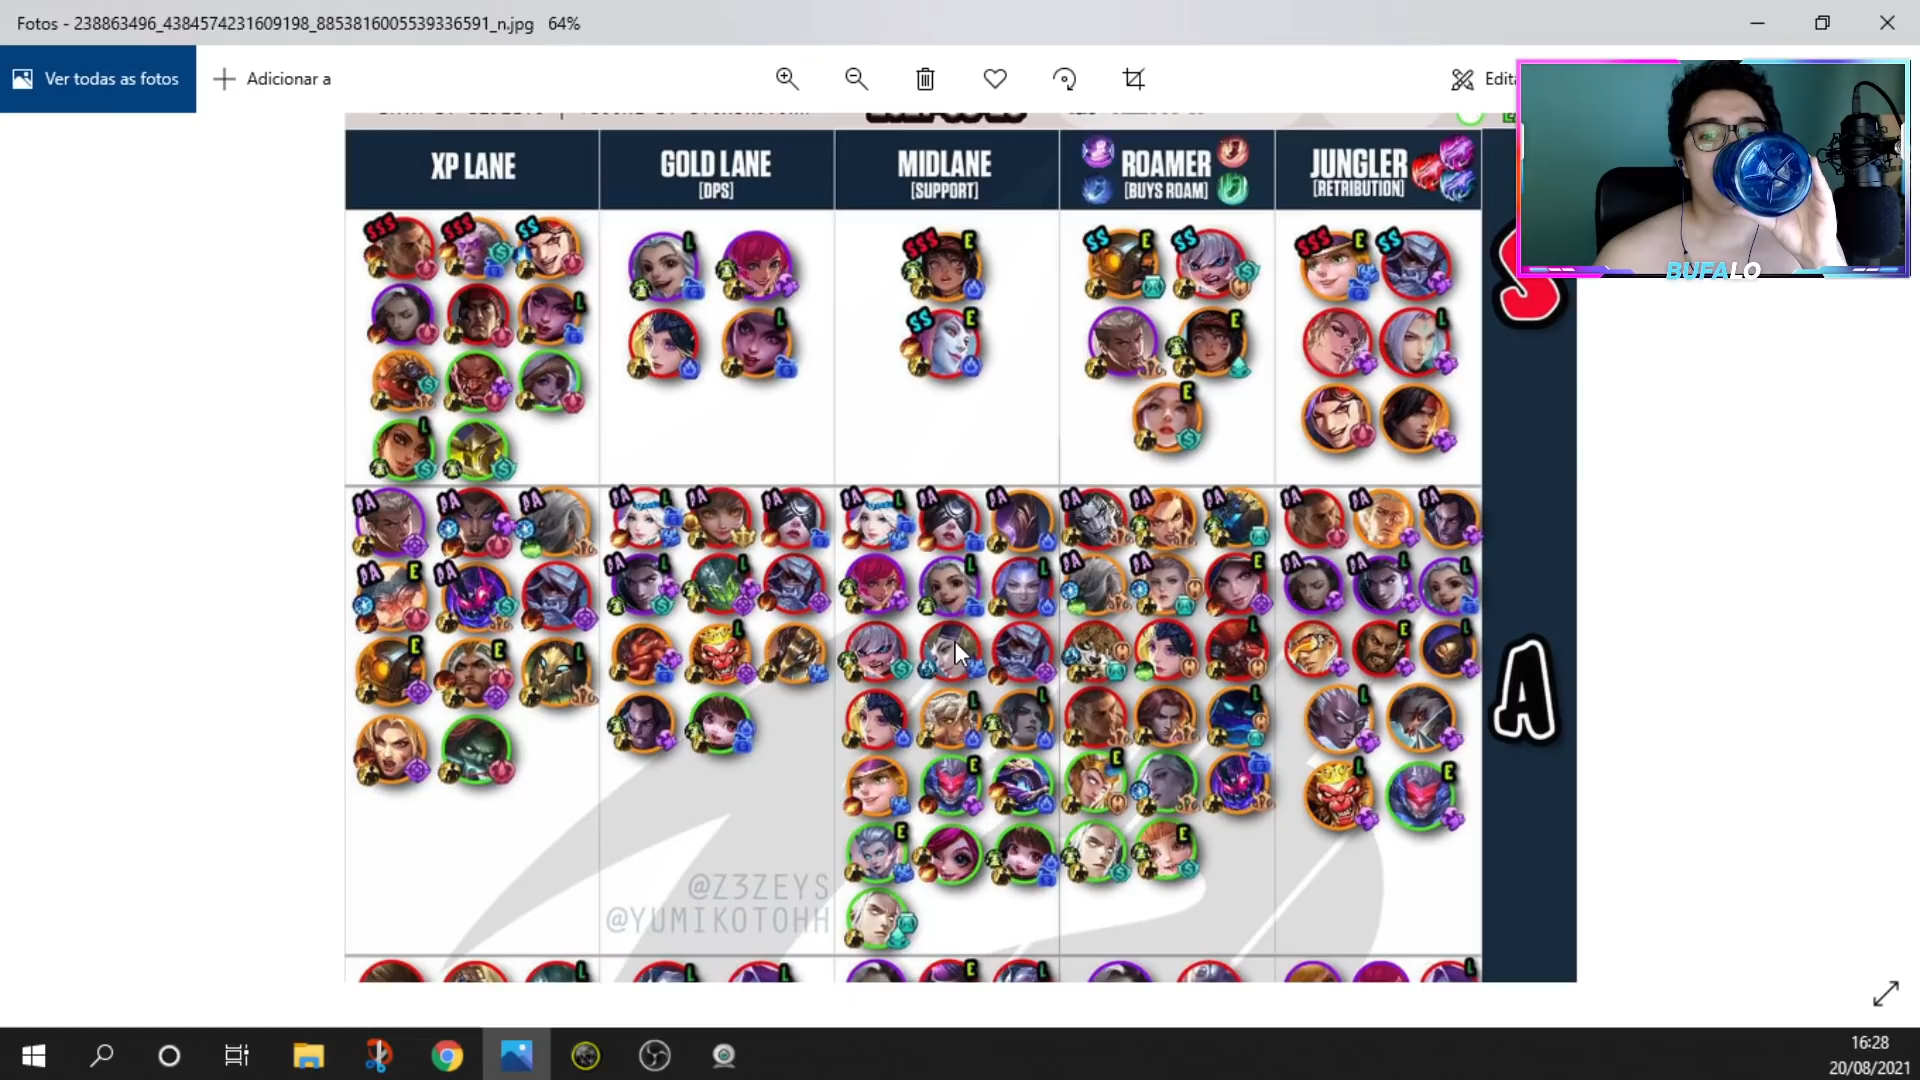 Fotos - 238863496_4384574231609198_8853816005539336591_n.jpg 64%
Ver todas as fotos
Adicionar a
XP LANE
GOLD LANE
[DPS]
MIDLANE
[SUPPORT]
ROAMER
[BUYS ROAM]
JUNGLER
[RETRIBUTION]
BUFALO
S
A
@Z3ZEYS
@YUMIKOTOHH
16:28
20/08/2021